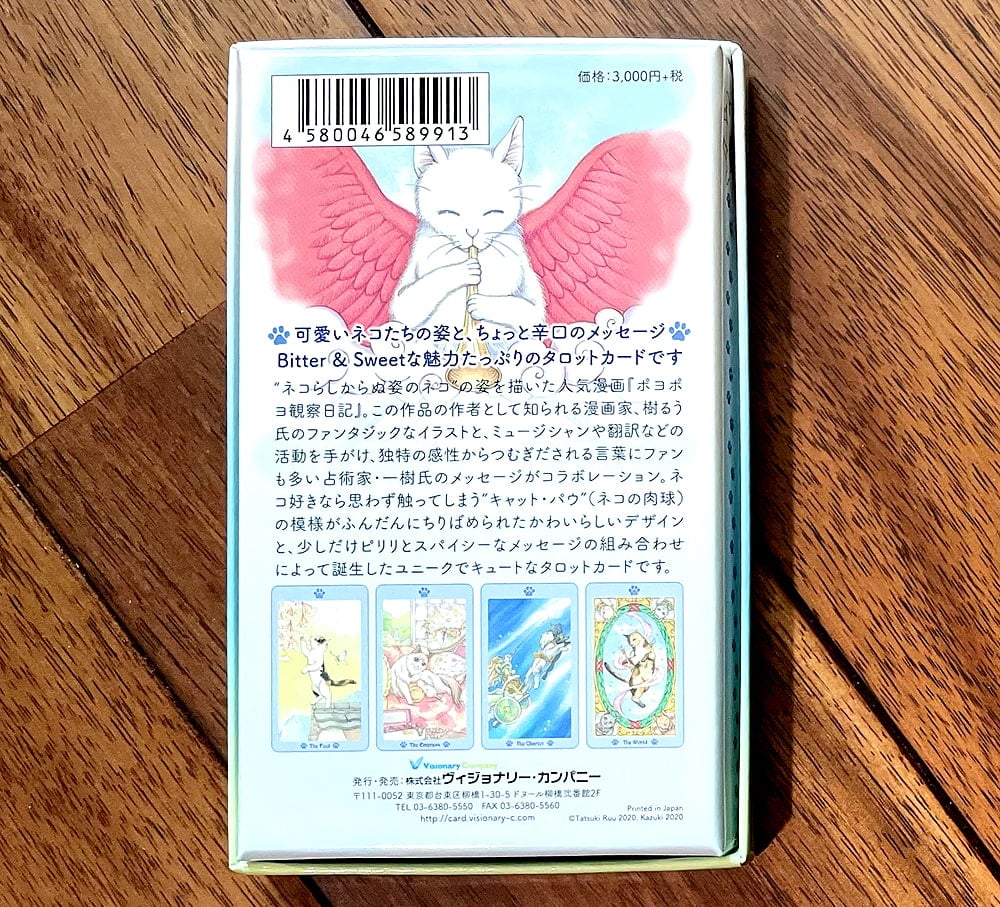 価格:3,000円+税
4 580046 589913
可愛いネコたちの姿と、ちょっと辛口のメッセージ
Bitter & Sweetな魅力たっぷりのタロットカードです
“ネコらしからぬ姿のネコ”の姿を描いた人気漫画『ポヨポ
ヨ観察日記』。この作品の作者として知られる漫画家、樹るう
氏のファンタジックなイラストと、ミュージシャンや翻訳などの
活動を手がけ、独特の感性からつむぎだされる言葉にファン
も多い占術家・一樹氏のメッセージがコラボレーション。ネ
コ好きなら思わず触ってしまう“キャット・パウ”(ネコの肉球)
の模様がふんだんにちりばめられたかわいらしいデザイン
と、少しだけピリリとスパイシーなメッセージの組み合わせ
によって誕生したユニークでキュートなタロットカードです。
The Fool
The Empress
The Chariot
The World
Visionary Company
発行・発売:株式会社ヴィジョナリー・カンパニー
〒111-0052 東京都台東区柳橋1-30-5 ドヌール柳橋弐番館2F
TEL 03-6380-5550 FAX 03-6380-5560
http://card.visionary-c.com
Printed in Japan
©Tatsuki Ruu 2020, Kazuki 2020